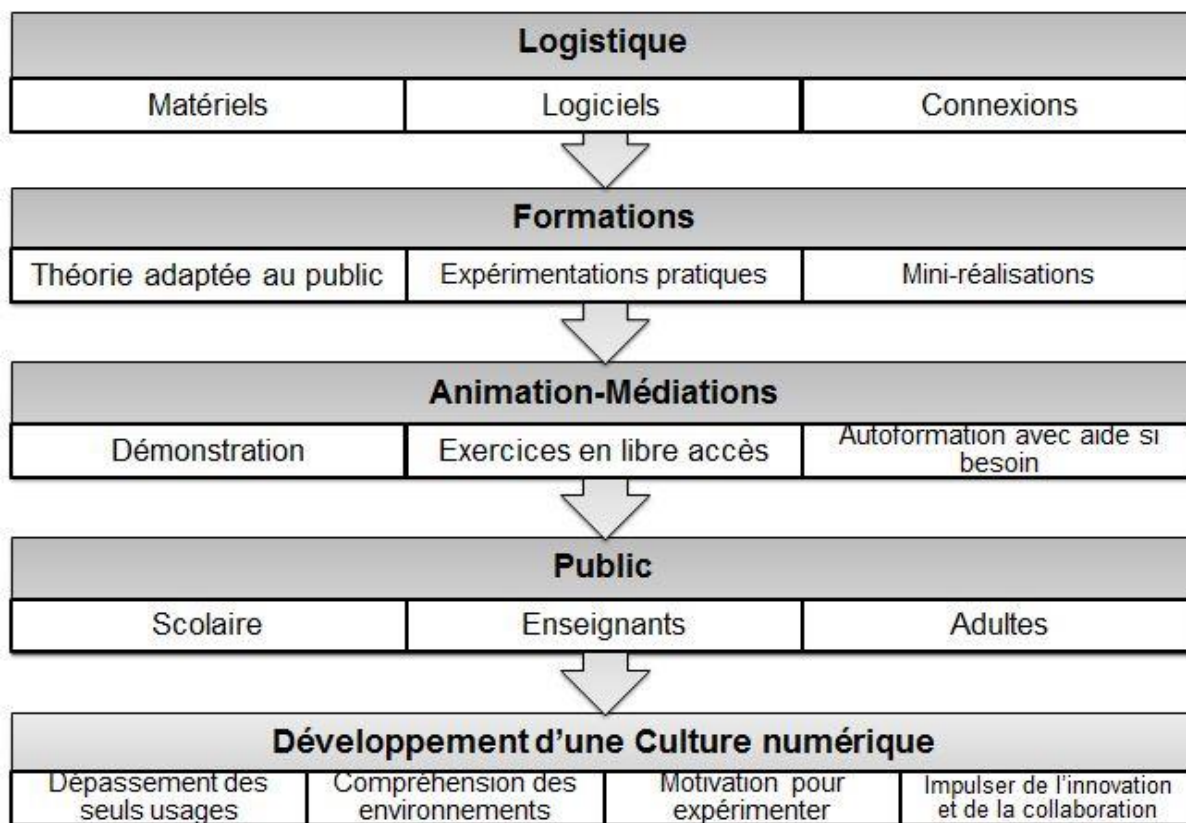 Logistique
Matériels Logiciels Connexions
Formations
Théorie adaptée au public Expérimentations pratiques Mini-réalisations
Animation-Médiations
Démonstration Exercices en libre accès Autoformation avec aide si besoin
Public
Scolaire Enseignants Adultes
Développement d'une Culture numérique
Dépassement des seuls usages Compréhension des environnements Motivation pour expérimenter Impulser de l'innovation et de la collaboration